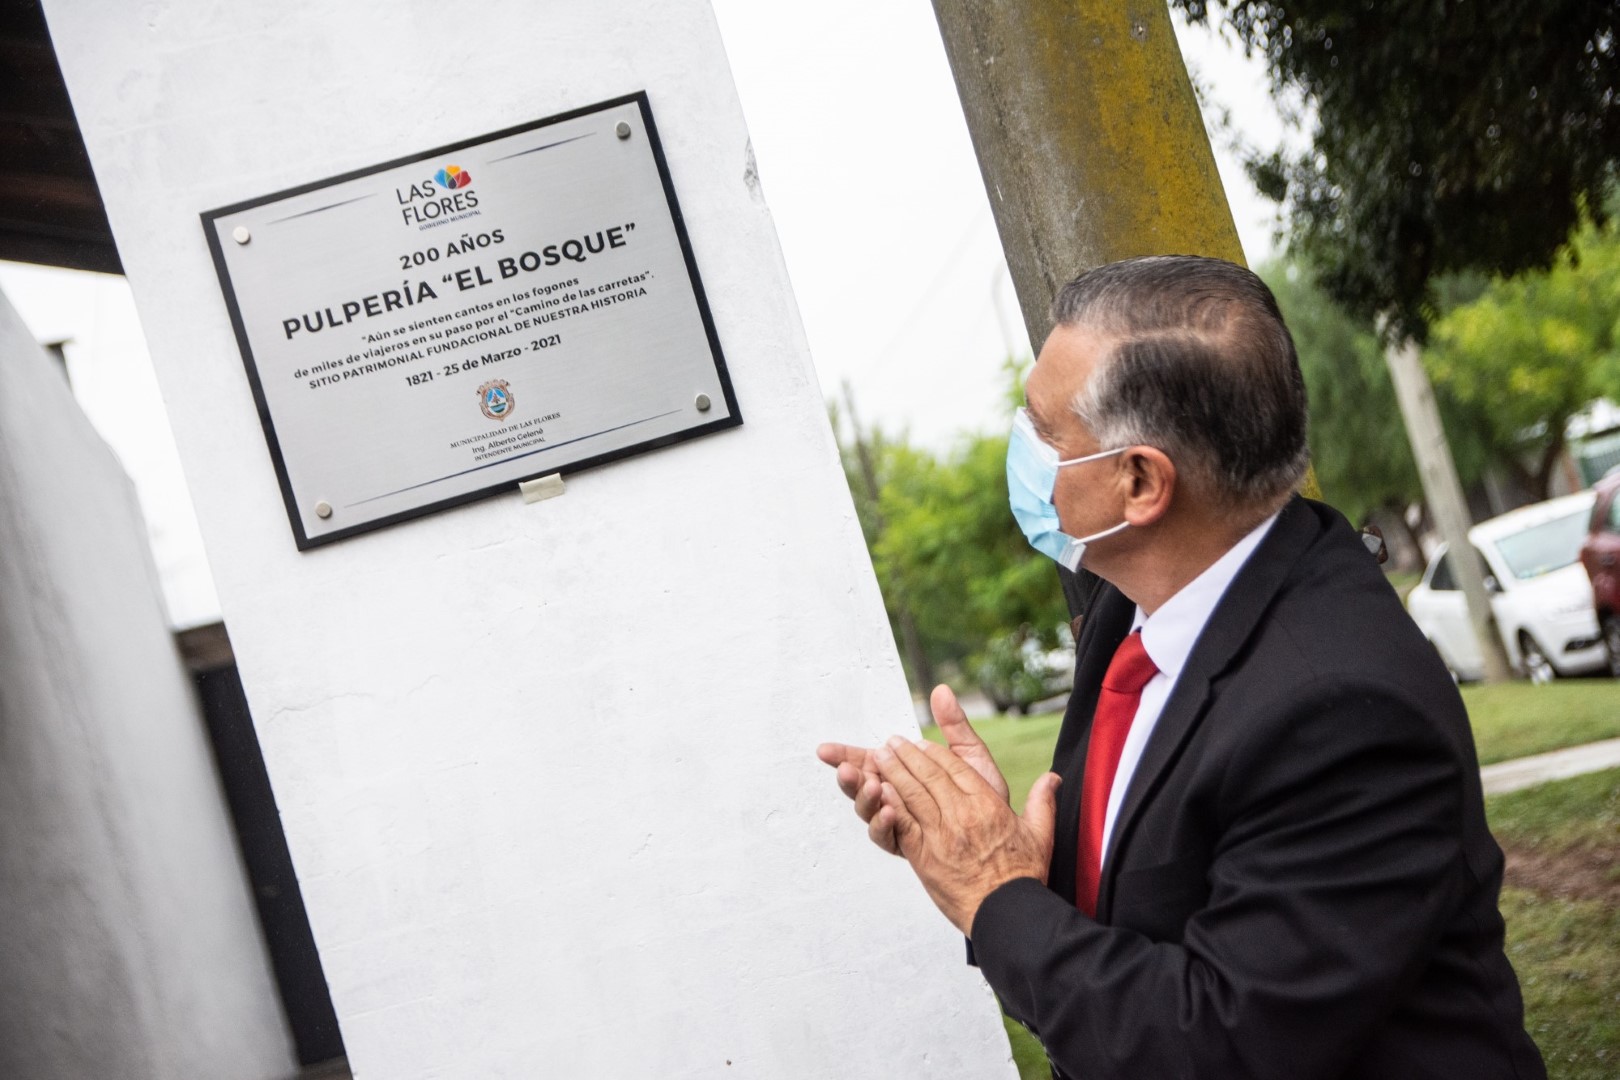 LAS
FLORES
GOBIERNO MUNICIPAL
200 AÑOS
PULPERÍA “EL BOSQUE”
"Aún se sienten cantos en los fogones
de miles de viajeros en su paso por el "Camino de las carretas".
SITIO PATRIMONIAL FUNDACIONAL DE NUESTRA HISTORIA
1821 - 25 de Marzo - 2021
MUNICIPALIDAD DE LAS FLORES
Ing. Alberto Gelené
INTENDENTE MUNICIPAL